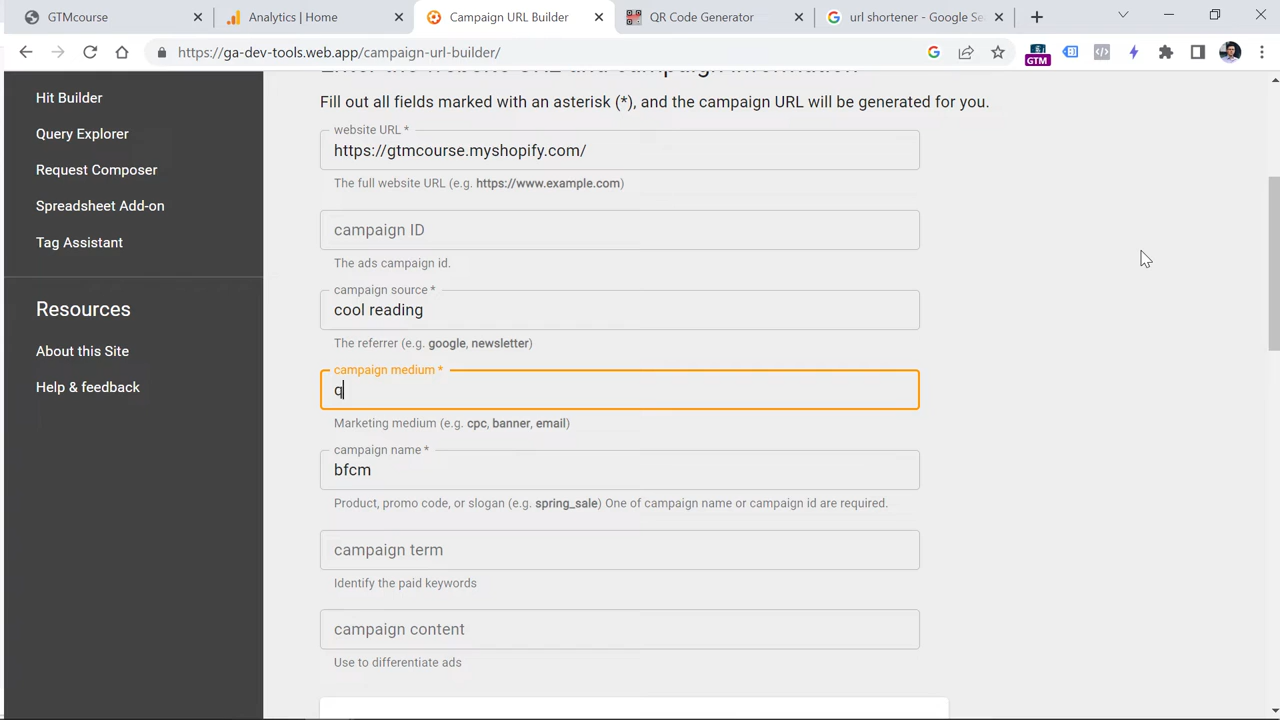 GTMcourse
Analytics | Home
Campaign URL Builder
QR Code Generator
url shortener - Google Se
https://ga-dev-tools.web.app/campaign-url-builder/
GTM
Hit Builder
Query Explorer
Request Composer
Spreadsheet Add-on
Tag Assistant
Resources
About this Site
Help & feedback
Fill out all fields marked with an asterisk (*), and the campaign URL will be generated for you.
website URL *
https://gtmcourse.myshopify.com/
The full website URL (e.g. https://www.example.com)
campaign ID
The ads campaign id.
campaign source *
cool reading
The referrer (e.g. google, newsletter)
campaign medium *
q
Marketing medium (e.g. cpc, banner, email)
campaign name *
bfcm
Product, promo code, or slogan (e.g. spring_sale) One of campaign name or campaign id are required.
campaign term
Identify the paid keywords
campaign content
Use to differentiate ads